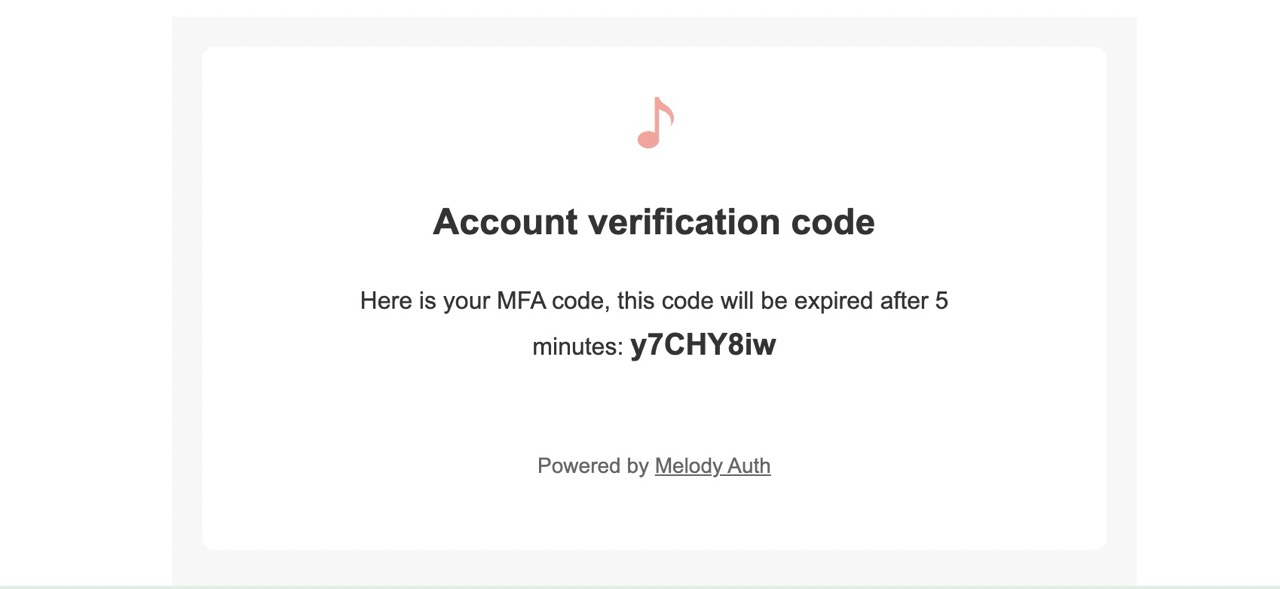 Account verification code
Here is your MFA code, this code will be expired after 5
minutes: y7CHY8iw
Powered by Melody Auth